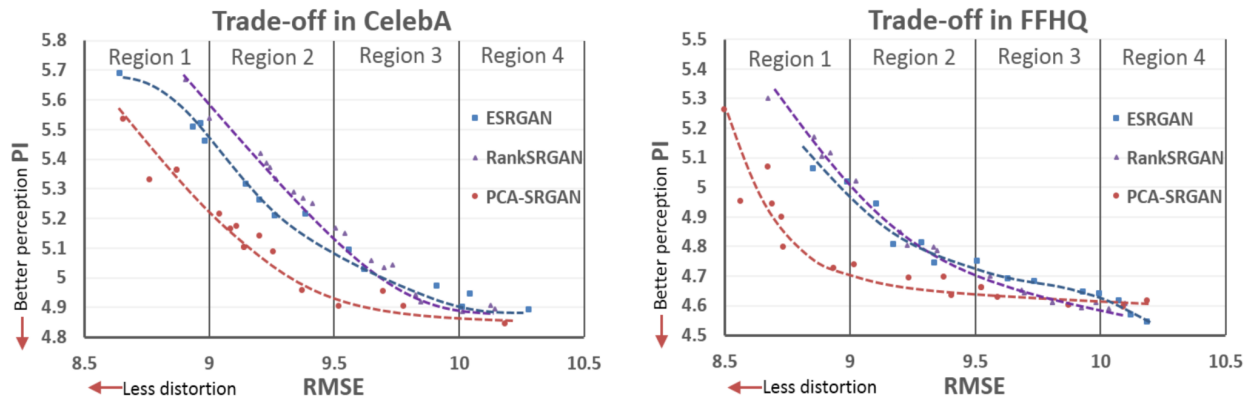 Trade-off in CelebA
Better perception PI
5.8
5.7
5.6
5.5
5.4
5.3
5.2
5.1
5
4.9
4.8
Region 1 Region 2 Region 3 Region 4
ESRGAN
RankSRGAN
PCA-SRGAN
8.5 9 9.5 10 10.5
Less distortion RMSE
Trade-off in FFHQ
Better perception PI
5.5
5.4
5.3
5.2
5.1
5
4.9
4.8
4.7
4.6
4.5
Region 1 Region 2 Region 3 Region 4
ESRGAN
RankSRGAN
PCA-SRGAN
8.5 9 9.5 10 10.5
Less distortion RMSE